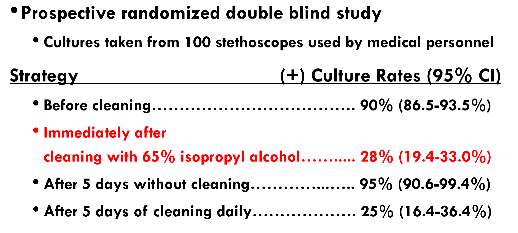 • Prospective randomized double blind study
• Cultures taken from 100 stethoscopes used by medical personnel
Strategy (+) Culture Rates (95% CI)
• Before cleaning…………………………….. 90% (86.5-93.5%)
• Immediately after
cleaning with 65% isopropyl alcohol……..... 28% (19.4-33.0%)
• After 5 days without cleaning…………...….. 95% (90.6-99.4%)
• After 5 days of cleaning daily……………….. 25% (16.4-36.4%)